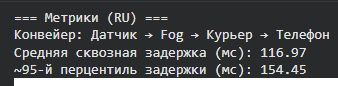 === Метрики (RU) ===
Конвейер: Датчик → Fog → Курьер → Телефон
Средняя сквозная задержка (мс): 116.97
~95-й перцентиль задержки (мс): 154.45